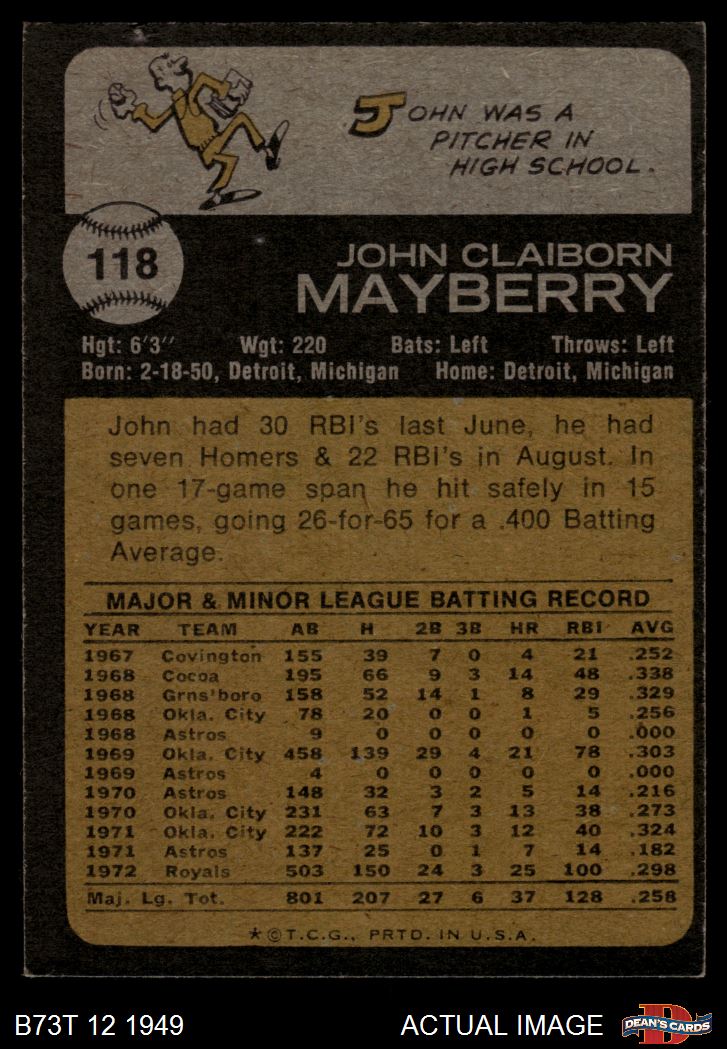 JOHN WAS A
PITCHER IN
HIGH SCHOOL.
118
JOHN CLAIBORN
MAYBERRY
Hgt: 6'3" Wgt: 220 Bats: Left Throws: Left
Born: 2-18-50, Detroit, Michigan Home: Detroit, Michigan
John had 30 RBI's last June, he had
seven Homers & 22 RBI's in August. In
one 17-game span he hit safely in 15
games, going 26-for-65 for a .400 Batting
Average.
MAJOR & MINOR LEAGUE BATTING RECORD
YEAR TEAM AB H 2B 3B HR RBI AVG
1967 Covington 155 39 7 0 4 21 .252
1968 Cocoa 195 66 9 3 14 48 .338
1968 Grns'boro 158 52 14 1 8 29 .329
1968 Okla. City 78 20 0 0 1 5 .256
1968 Astros 9 0 0 0 0 0 .000
1969 Okla. City 458 139 29 4 21 78 .303
1969 Astros 4 0 0 0 0 0 .000
1970 Astros 148 32 3 2 5 14 .216
1970 Okla. City 231 63 7 3 13 38 .273
1971 Okla. City 222 72 10 3 12 40 .324
1971 Astros 137 25 0 1 7 14 .182
1972 Royals 503 150 24 3 25 100 .298
Maj. Lg. Tot. 801 207 27 6 37 128 .258
★ © T.C.G., PRTD. IN U.S.A.
B73T 12 1949 ACTUAL IMAGE D
DEAN'S CARDS